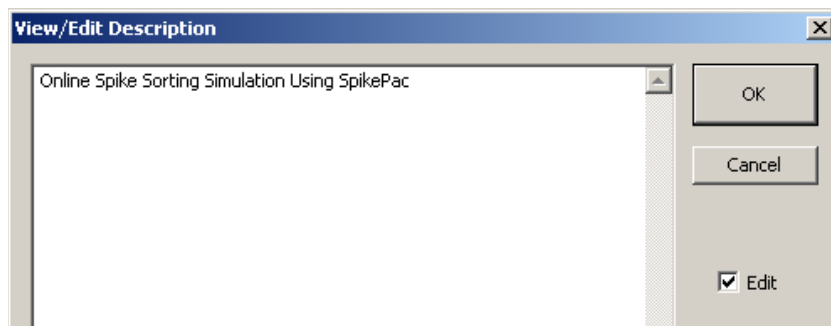 View/Edit Description
Online Spike Sorting Simulation Using SpikePac
OK
Cancel
Edit